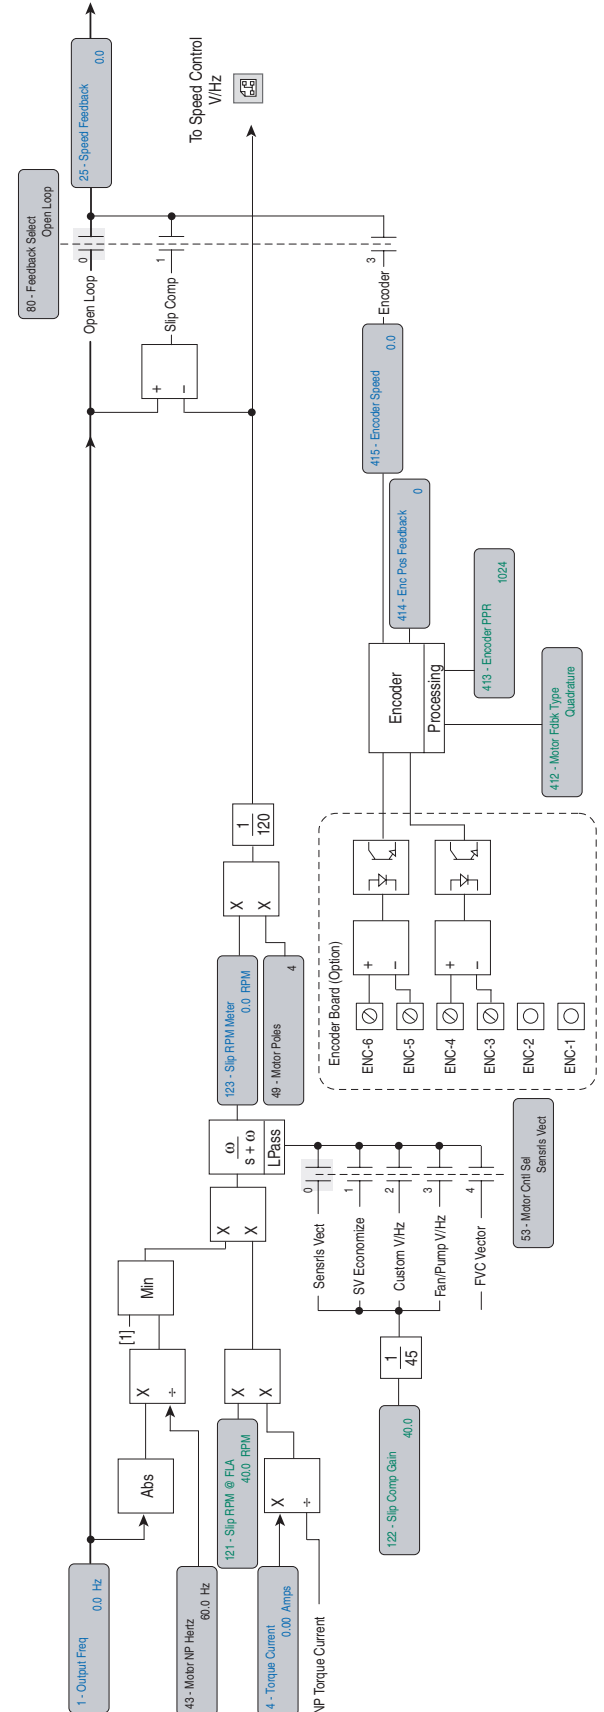 1 - Output Freq
0.0 Hz
43 - Motor NP Hertz
60.0 Hz
4 - Torque Current
0.00 Amps
NP Torque Current
Abs
X
÷
[1]
Min
121 - Slip RPM @ FLA
40.0 RPM
X
÷
X
X
X
X
122 - Slip Comp Gain
40.0
1
45
Sensrls Vect
0
SV Economize
1
Custom V/Hz
2
Fan/Pump V/Hz
3
FVC Vector
4
ω
s + ω
LPass
53 - Motor Cntl Sel
Sensrls Vect
123 - Slip RPM Meter
0.0 RPM
49 - Motor Poles
4
X
X
1
120
Encoder Board (Option)
ENC-6
ENC-5
ENC-4
ENC-3
ENC-2
ENC-1
+
–
+
–
Encoder
Processing
412 - Motor Fdbk Type
Quadrature
413 - Encoder PPR
1024
414 - Enc Pos Feedback
0
415 - Encoder Speed
0.0
+
–
Open Loop
0
Slip Comp
1
Encoder
3
80 - Feedback Select
Open Loop
25 - Speed Feedback
0.0
To Speed Control
V/Hz